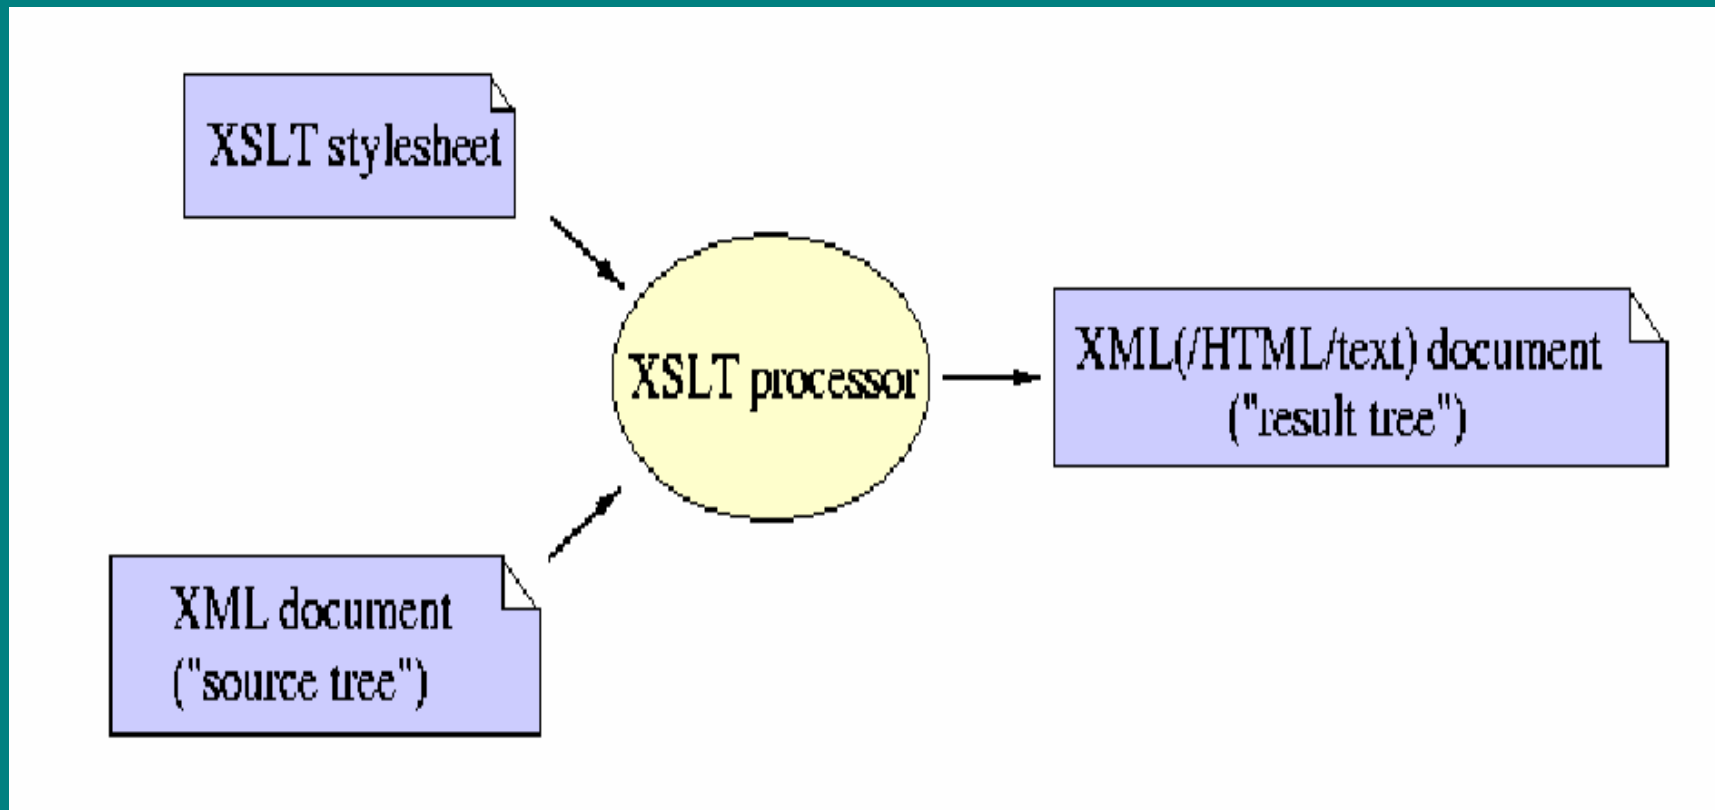 XSLT stylesheet
XSLT processor
XML(/HTML/text) document
("result tree")
XML document
("source tree")